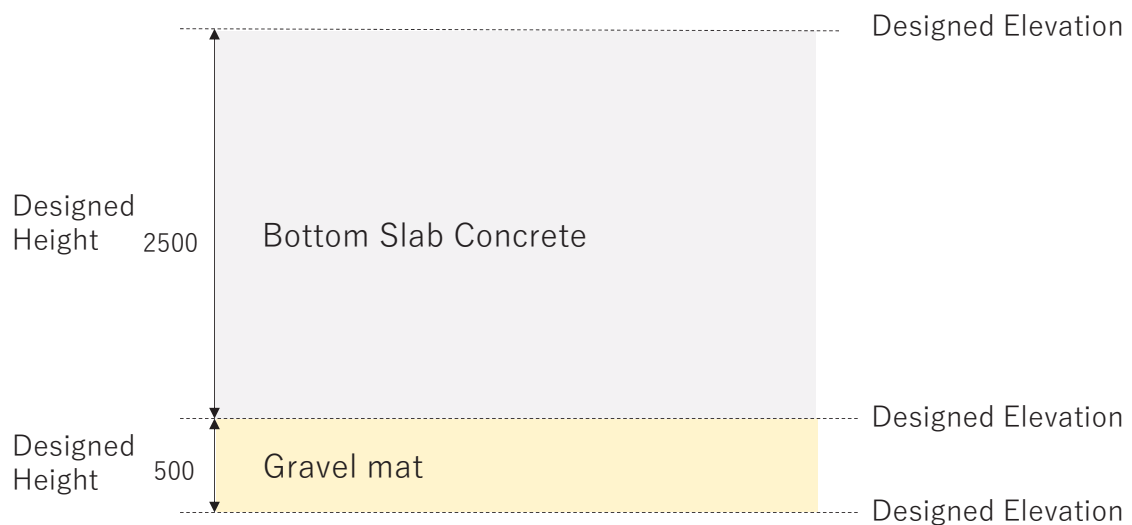 Designed Elevation
Designed
Height
2500
Bottom Slab Concrete
Designed Elevation
Designed
Height
500
Gravel mat
Designed Elevation